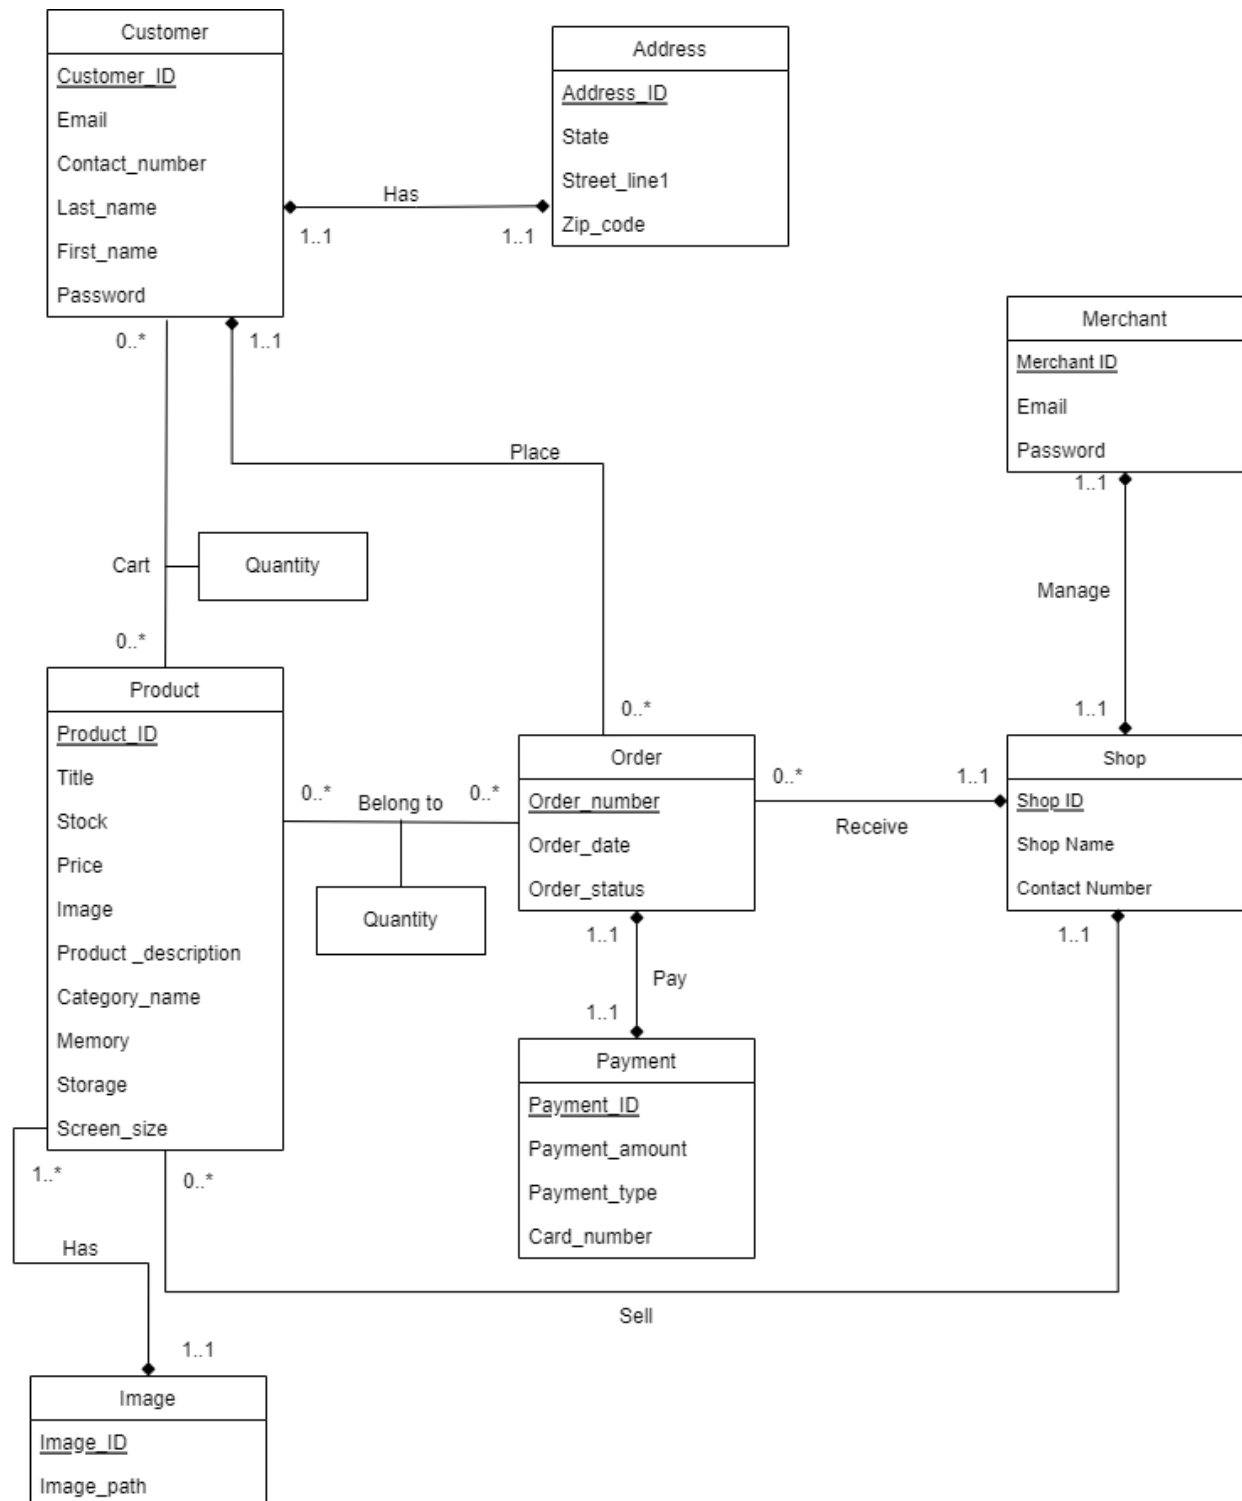 Customer
Customer_ID
Email
Contact_number
Last_name
First_name
Password
Address
Address_ID
State
Street_line1
Zip_code
Has
1..1
1..1
0..*
1..1
Merchant
Merchant ID
Email
Password
1..1
Place
Cart
Quantity
Manage
0..*
0..*
1..1
Product
Product_ID
Title
Stock
Price
Image
Product _description
Category_name
Memory
Storage
Screen_size
0..*
Belong to
0..*
Quantity
Order
Order_number
Order_date
Order_status
0..*
1..1
Receive
Shop
Shop ID
Shop Name
Contact Number
1..1
1..1
Pay
1..1
Payment
Payment_ID
Payment_amount
Payment_type
Card_number
1..*
0..*
Has
Sell
1..1
Image
Image_ID
Image_path